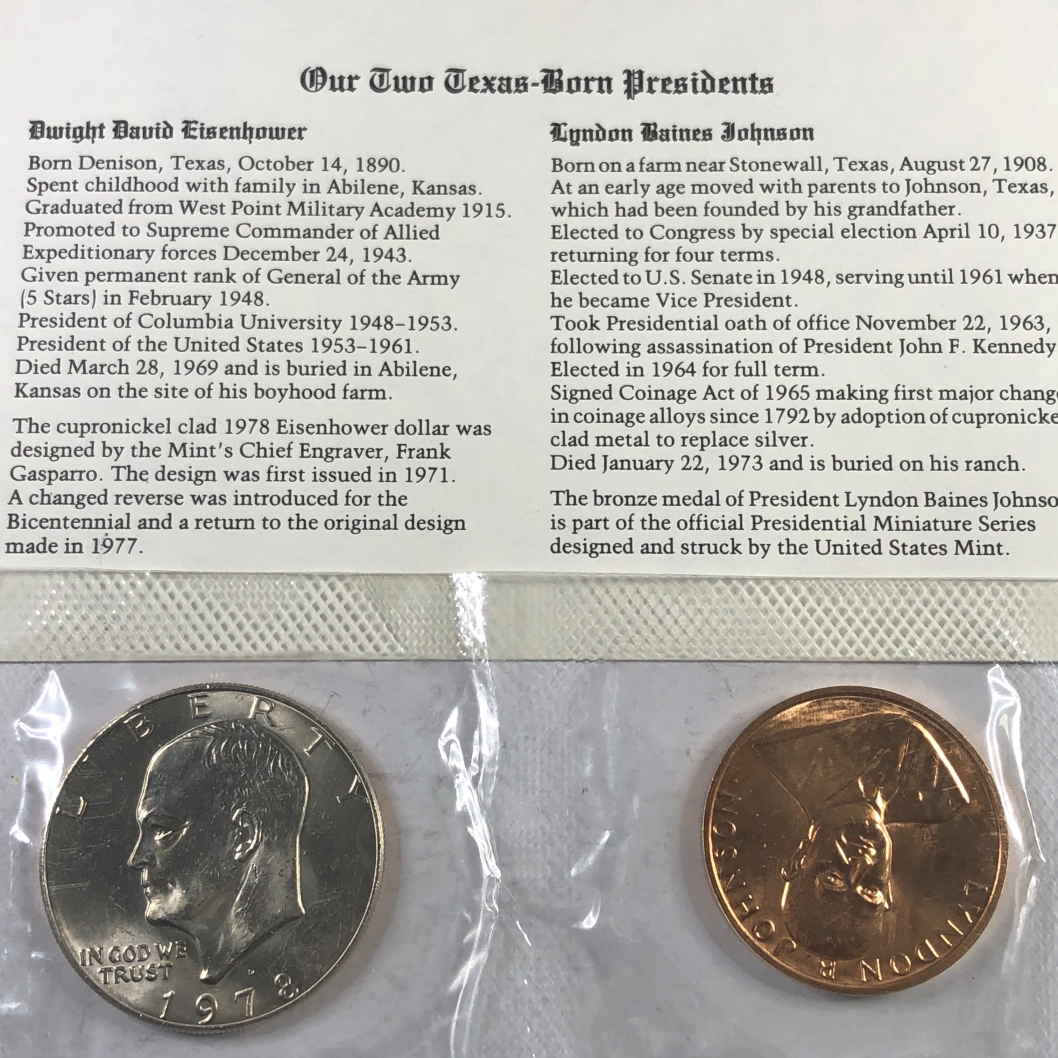 Our Two Texas-Born Presidents
Dwight David Eisenhower
Born Denison, Texas, October 14, 1890.
Spent childhood with family in Abilene, Kansas.
Graduated from West Point Military Academy 1915.
Promoted to Supreme Commander of Allied
Expeditionary forces December 24, 1943.
Given permanent rank of General of the Army
(5 Stars) in February 1948.
President of Columbia University 1948–1953.
President of the United States 1953–1961.
Died March 28, 1969 and is buried in Abilene,
Kansas on the site of his boyhood farm.
The cupronickel clad 1978 Eisenhower dollar was
designed by the Mint's Chief Engraver, Frank
Gasparro. The design was first issued in 1971.
A changed reverse was introduced for the
Bicentennial and a return to the original design
made in 1977.
Lyndon Baines Johnson
Born on a farm near Stonewall, Texas, August 27, 1908.
At an early age moved with parents to Johnson, Texas,
which had been founded by his grandfather.
Elected to Congress by special election April 10, 1937
returning for four terms.
Elected to U.S. Senate in 1948, serving until 1961 when
he became Vice President.
Took Presidential oath of office November 22, 1963,
following assassination of President John F. Kennedy
Elected in 1964 for full term.
Signed Coinage Act of 1965 making first major chang
in coinage alloys since 1792 by adoption of cupronicke
clad metal to replace silver.
Died January 22, 1973 and is buried on his ranch.
The bronze medal of President Lyndon Baines Johnso
is part of the official Presidential Miniature Series
designed and struck by the United States Mint.
LIBERTY
IN GOD WE
TRUST
1978
LYNDON B. JOHNSON